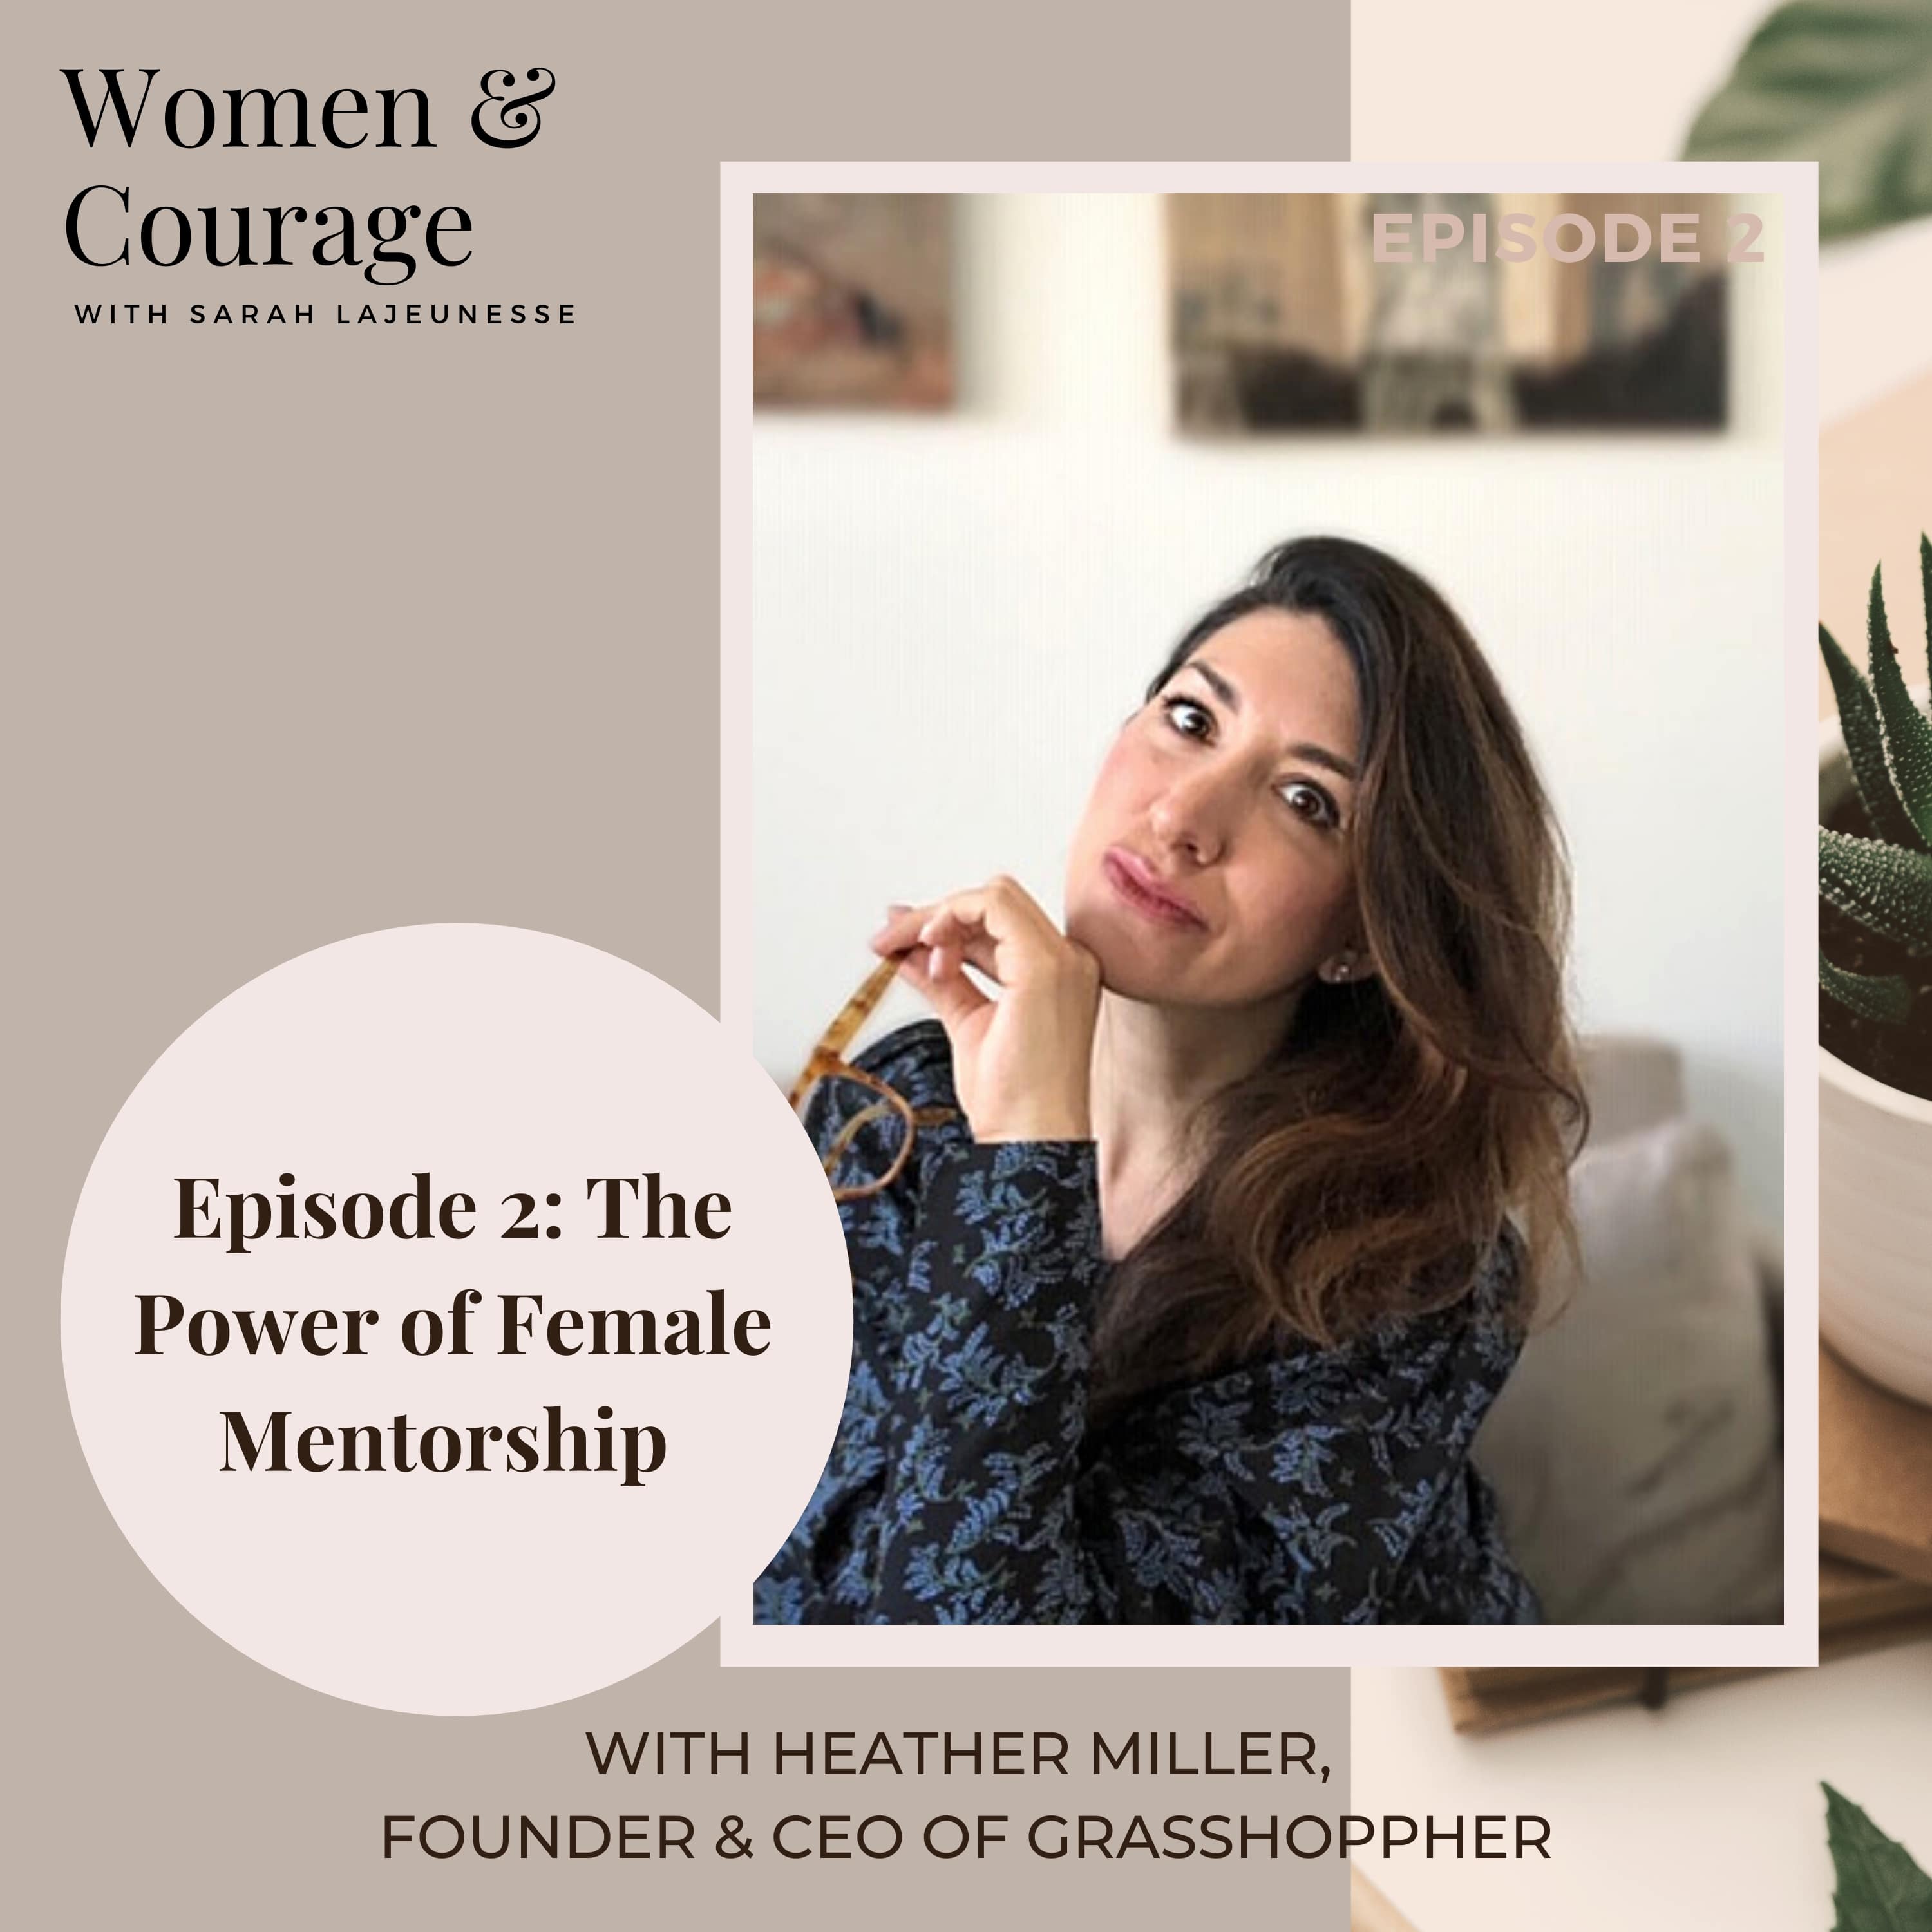 Women &
Courage
WITH SARAH LAJEUNESSE
EPISODE 2
Episode 2: The
Power of Female
Mentorship
WITH HEATHER MILLER,
FOUNDER & CEO OF GRASSHOPPHER